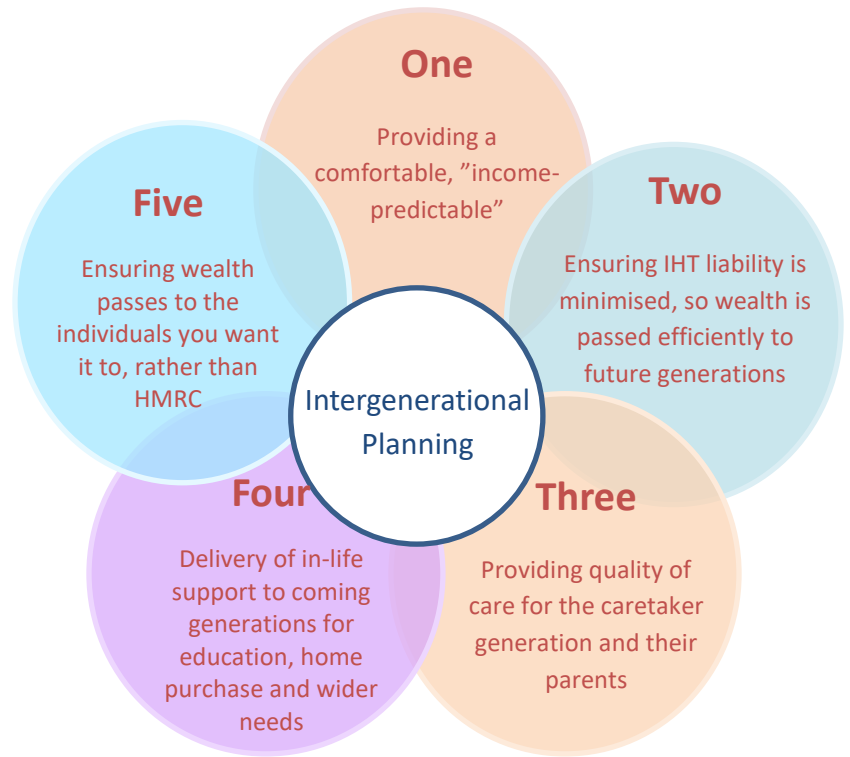 One
Providing a
comfortable, ”income-
predictable”
Two
Ensuring IHT liability is
minimised, so wealth is
passed efficiently to
future generations
Three
Providing quality of
care for the caretaker
generation and their
parents
Four
Delivery of in-life
support to coming
generations for
education, home
purchase and wider
needs
Five
Ensuring wealth
passes to the
individuals you want
it to, rather than
HMRC
Intergenerational
Planning